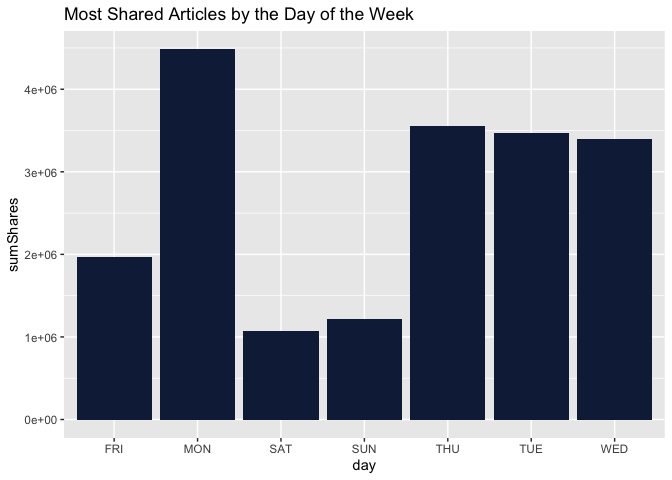 Most Shared Articles by the Day of the Week
4e+06
3e+06
2e+06
1e+06
0e+00
sumShares
FRI MON SAT SUN THU TUE WED
day